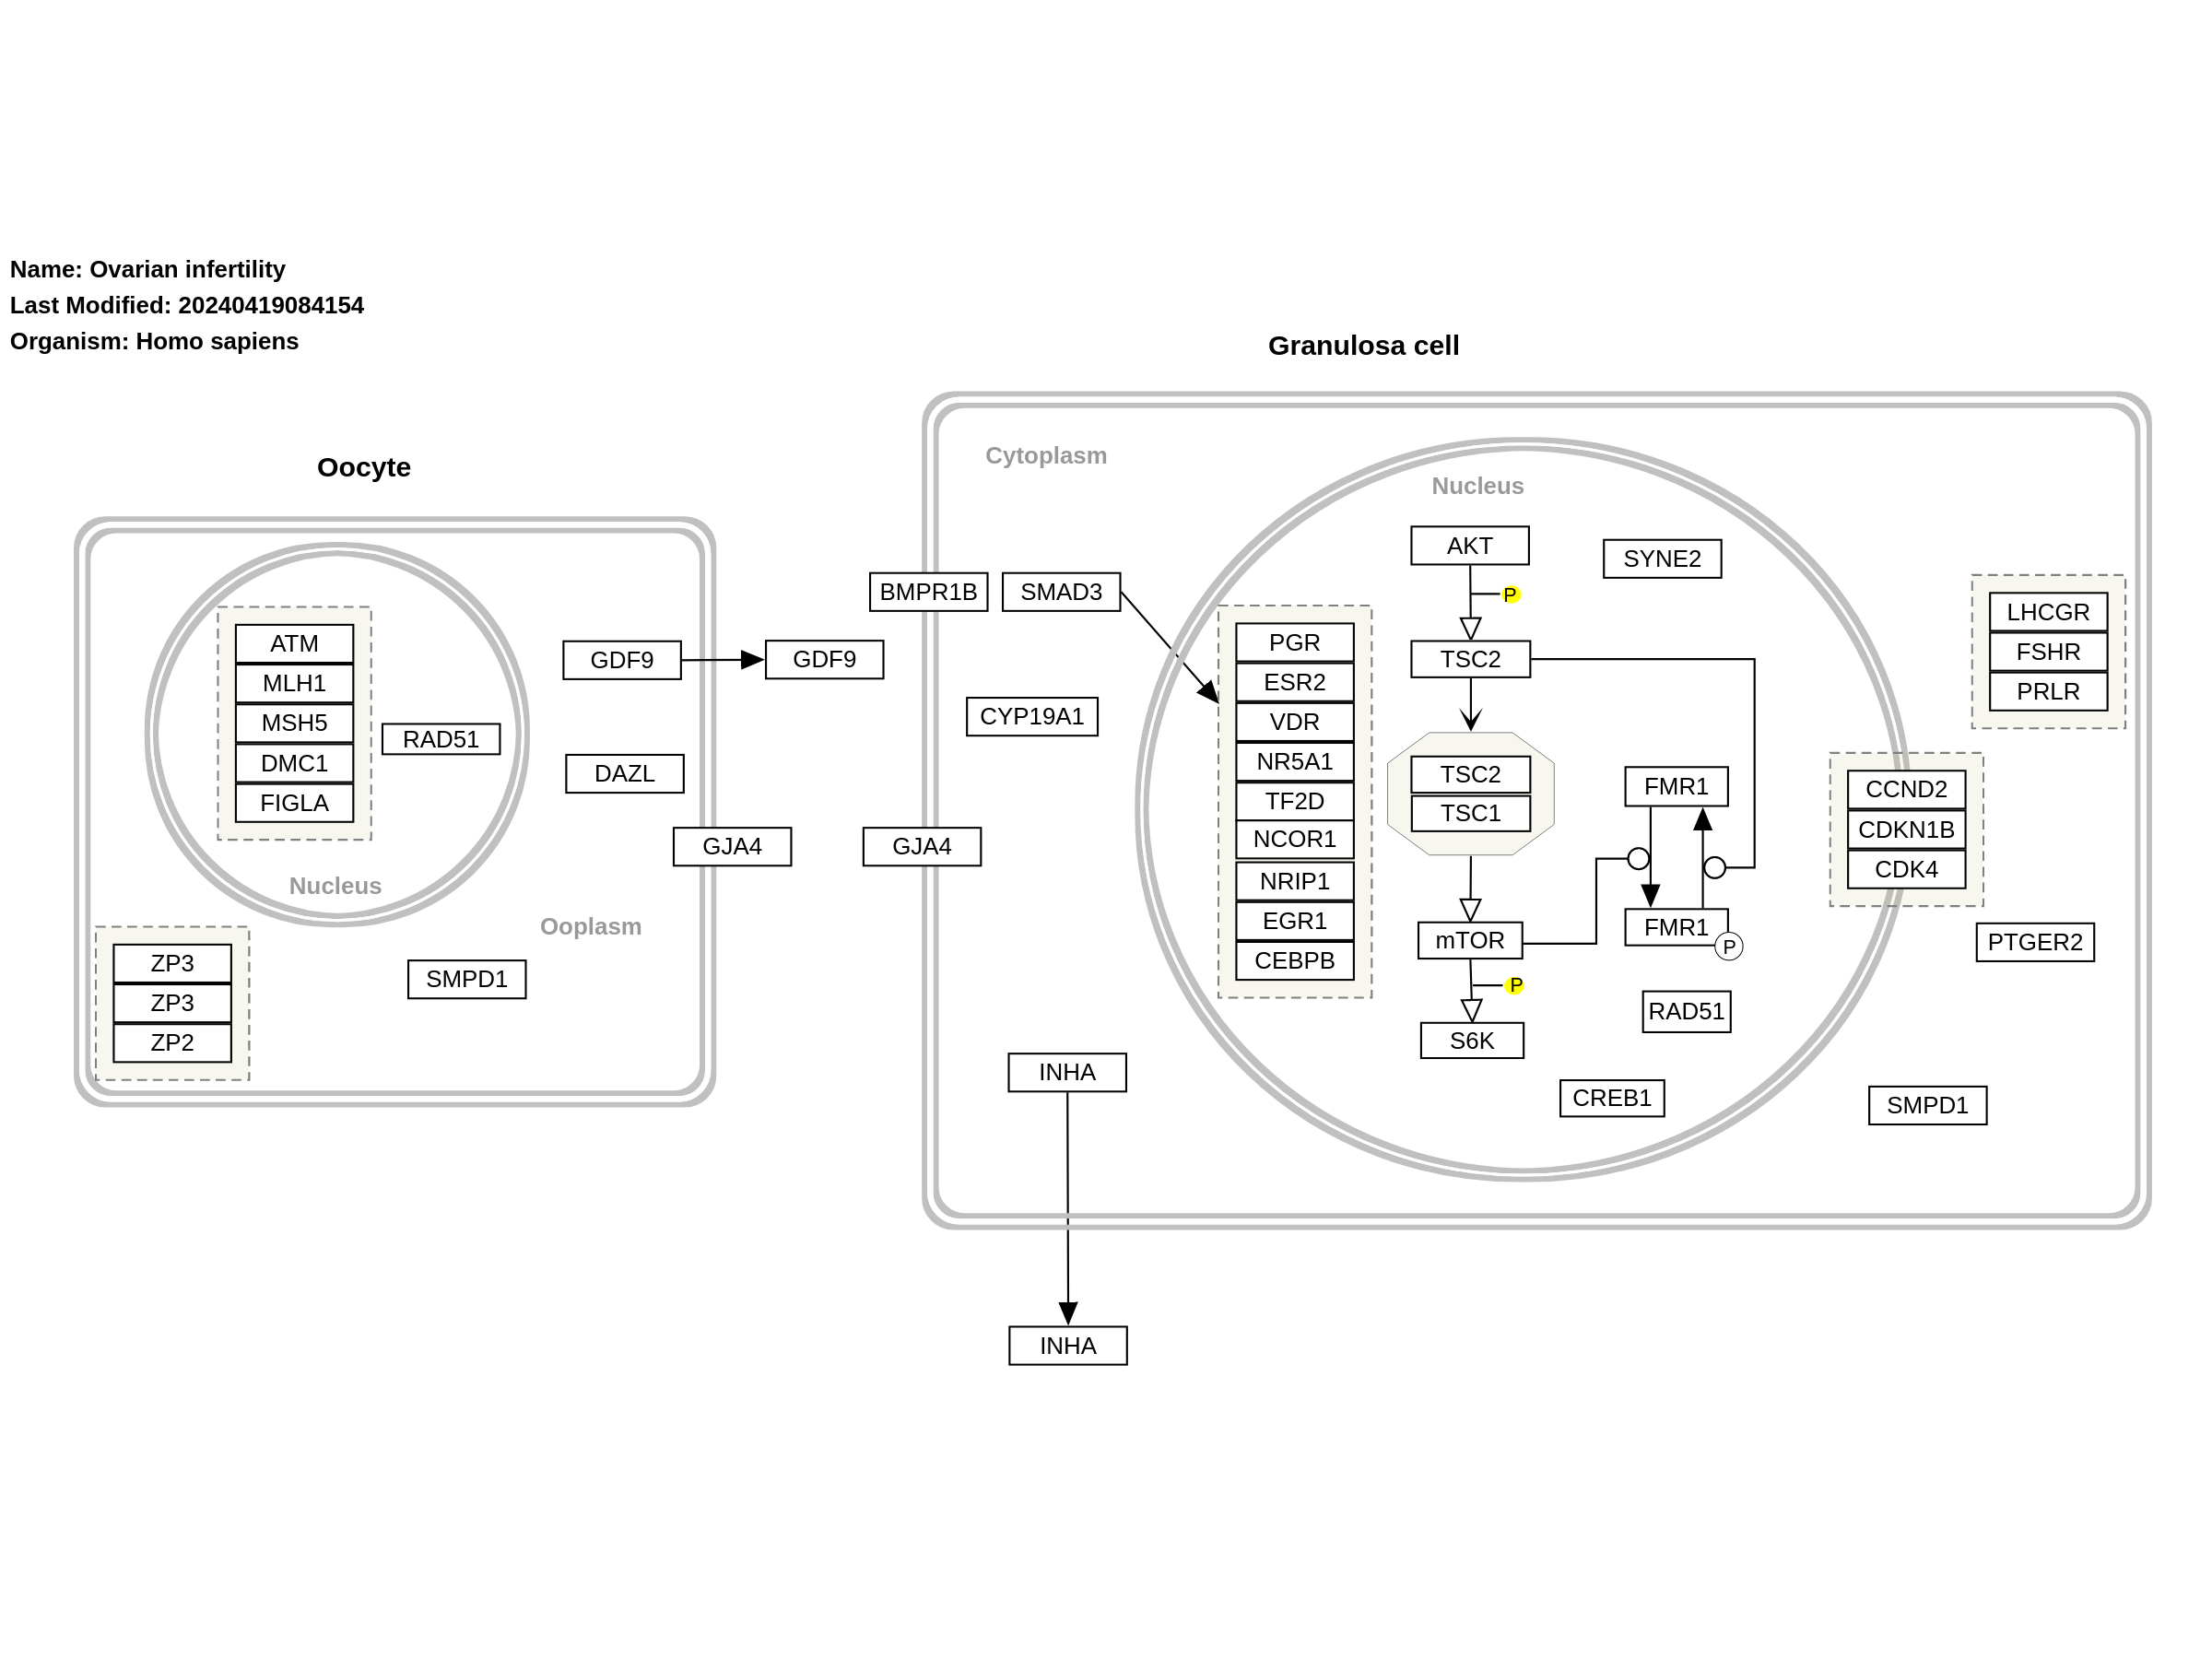 Name: Ovarian infertility
Last Modified: 20240419084154
Organism: Homo sapiens
Granulosa cell
Oocyte
Cytoplasm
Nucleus
AKT
SYNE2
P
BMPR1B
SMAD3
LHCGR
FSHR
PRLR
ATM
MLH1
MSH5
DMC1
FIGLA
RAD51
GDF9
GDF9
DAZL
CYP19A1
PGR
ESR2
VDR
NR5A1
TF2D
NCOR1
NRIP1
EGR1
CEBPB
TSC2
TSC2
TSC1
FMR1
CCND2
CDKN1B
CDK4
GJA4
GJA4
Nucleus
Ooplasm
mTOR
FMR1
P
PTGER2
ZP3
ZP3
ZP2
SMPD1
P
S6K
RAD51
INHA
CREB1
SMPD1
INHA